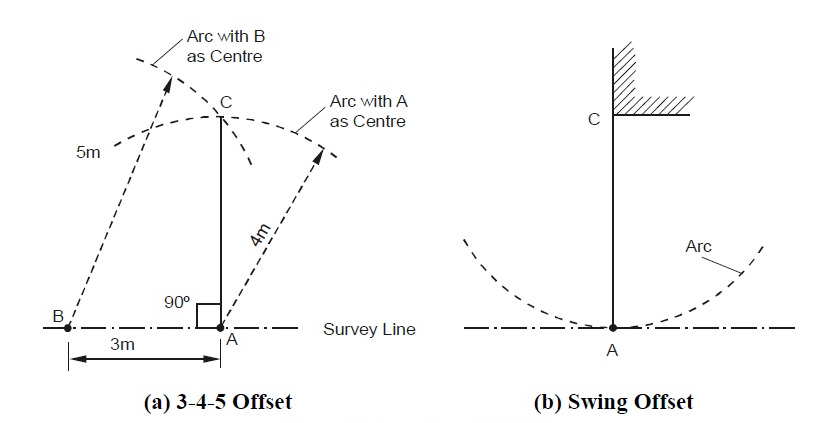 Arc with B
as Centre
C
Arc with A
as Centre
5m
4m
90º
B
A
Survey Line
3m
(a) 3-4-5 Offset
C
Arc
A
(b) Swing Offset